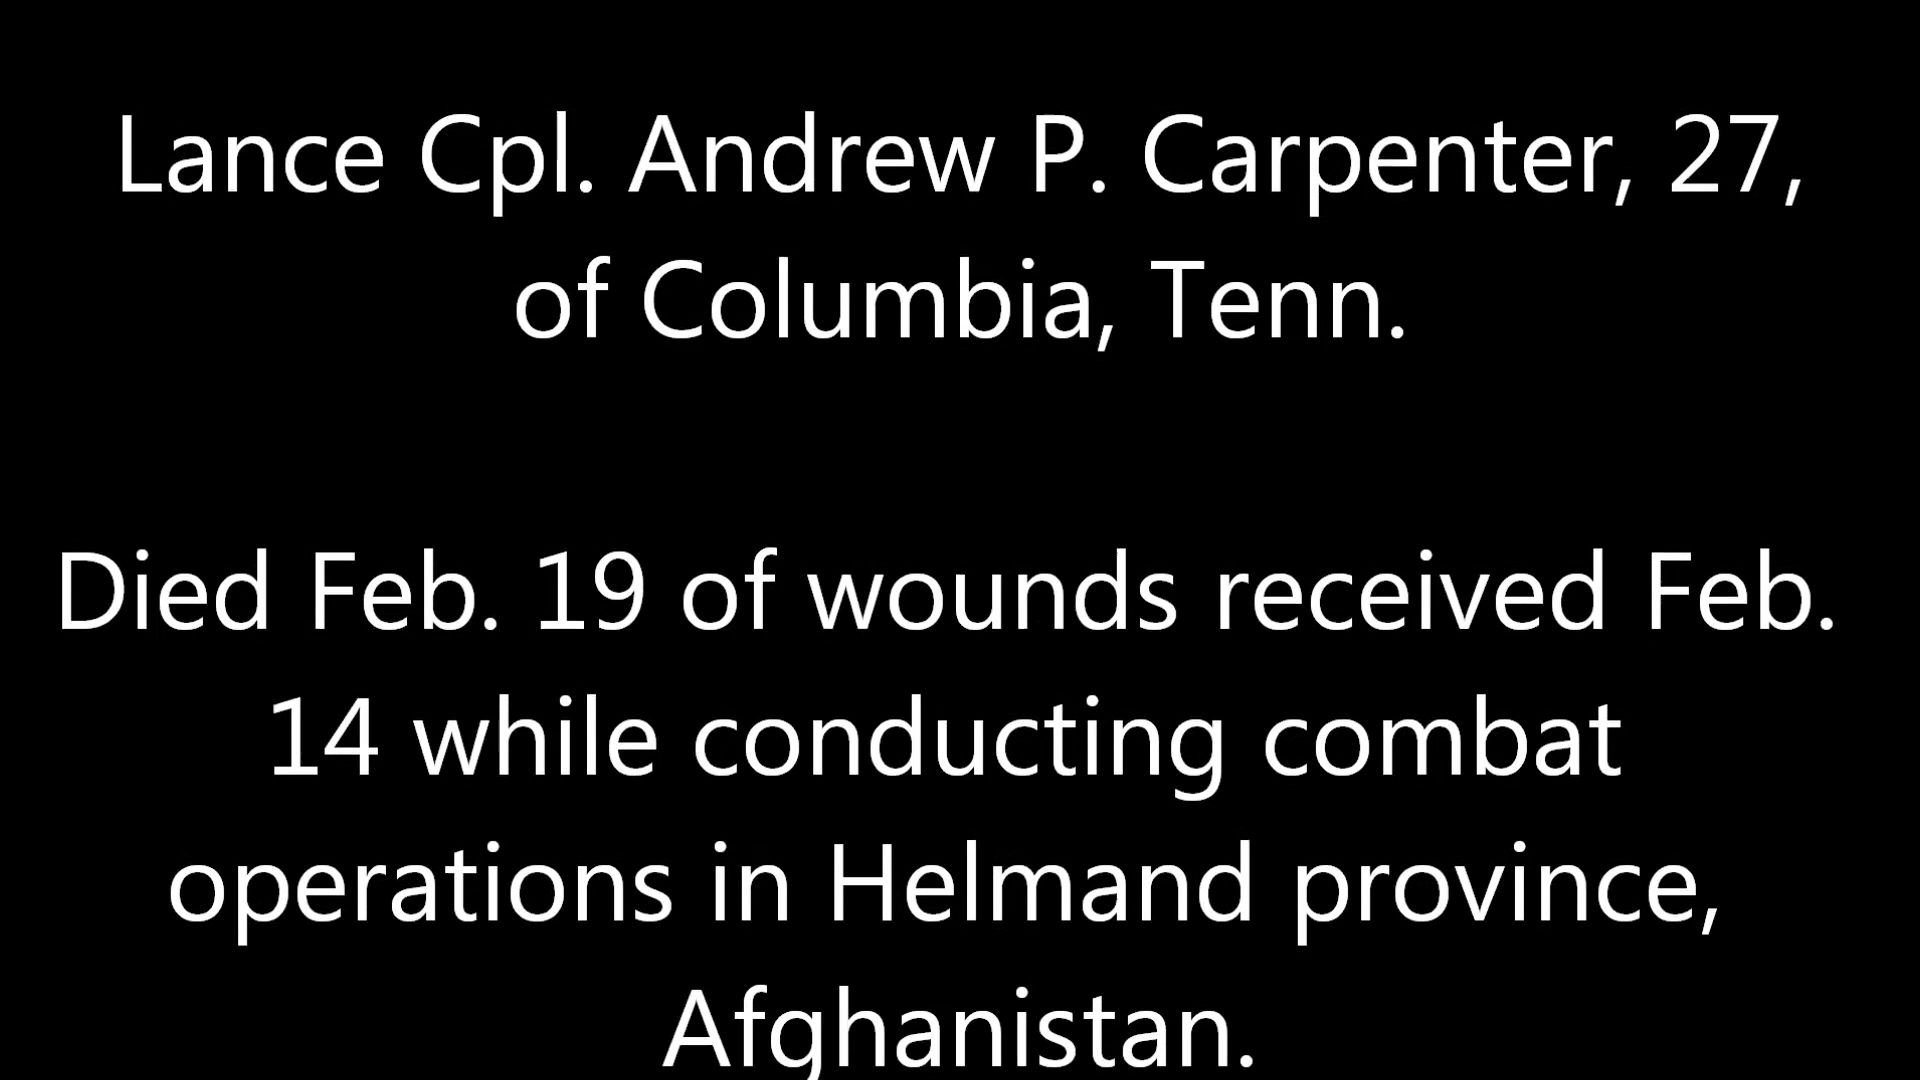 Lance Cpl. Andrew P. Carpenter, 27,
of Columbia, Tenn.
Died Feb. 19 of wounds received Feb.
14 while conducting combat
operations in Helmand province,
Afghanistan.